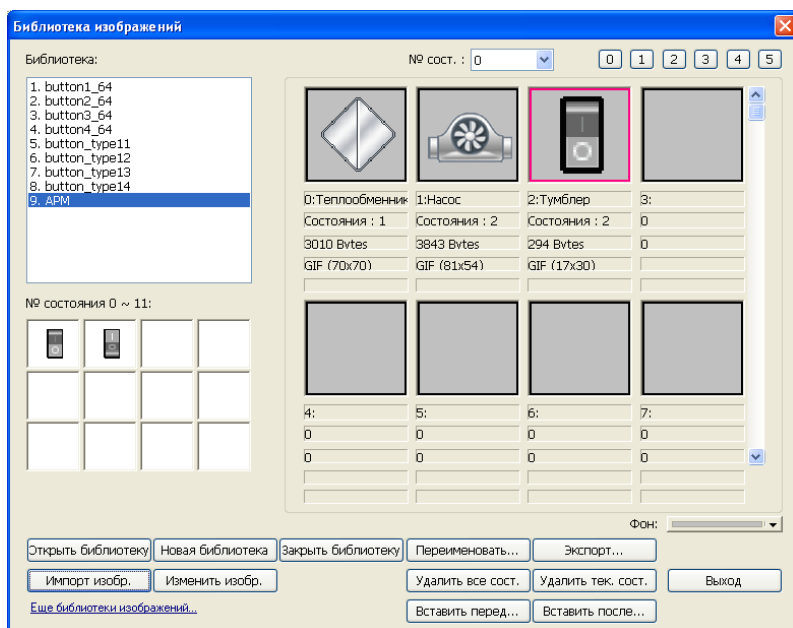 Библиотека изображений
Библиотека:
№ сост. : 0
0 1 2 3 4 5
1. button1_64
2. button2_64
3. button3_64
4. button4_64
5. button_type11
6. button_type12
7. button_type13
8. button_type14
9. АРМ
0:Теплообменник 1:Насос 2:Тумблер 3:
Состояния : 1 Состояния : 2 Состояния : 2 0
3010 Bytes 3843 Bytes 294 Bytes 0
GIF (70x70) GIF (81x54) GIF (17x30)
№ состояния 0 ~ 11:
4: 5: 6: 7:
0 0 0 0
0 0 0 0
Фон:
Открыть библиотеку Новая библиотека Закрыть библиотеку Переименовать... Экспорт...
Импорт изобр. Изменить изобр. Удалить все сост. Удалить тек. сост. Выход
Еще библиотеки изображений...
Вставить перед... Вставить после...